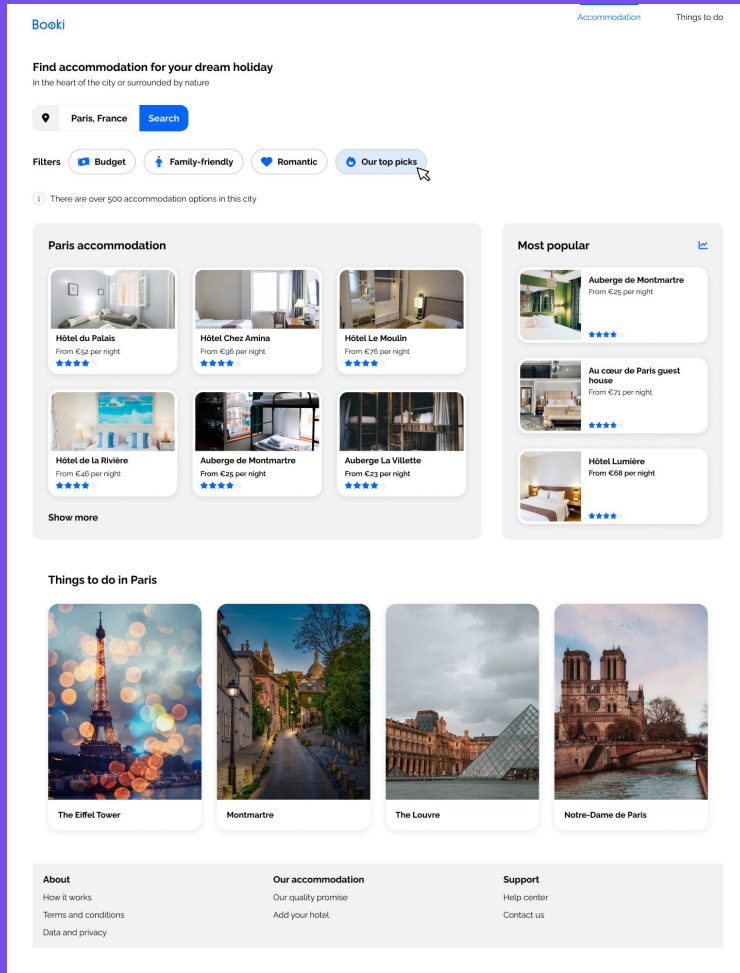 Booki
Accommodation
Things to do
Find accommodation for your dream holiday
In the heart of the city or surrounded by nature
Paris, France
Search
Filters
Budget
Family-friendly
Romantic
Our top picks
There are over 500 accommodation options in this city
Paris accommodation
Hôtel du Palais
From €52 per night
Hôtel Chez Amina
From €96 per night
Hôtel Le Moulin
From €76 per night
Hôtel de la Rivière
From €46 per night
Auberge de Montmartre
From €25 per night
Auberge La Villette
From €23 per night
Show more
Most popular
Auberge de Montmartre
From €25 per night
Au cœur de Paris guest
house
From €71 per night
Hôtel Lumière
From €68 per night
Things to do in Paris
The Eiffel Tower
Montmartre
The Louvre
Notre-Dame de Paris
About
How it works
Terms and conditions
Data and privacy
Our accommodation
Our quality promise
Add your hotel
Support
Help center
Contact us